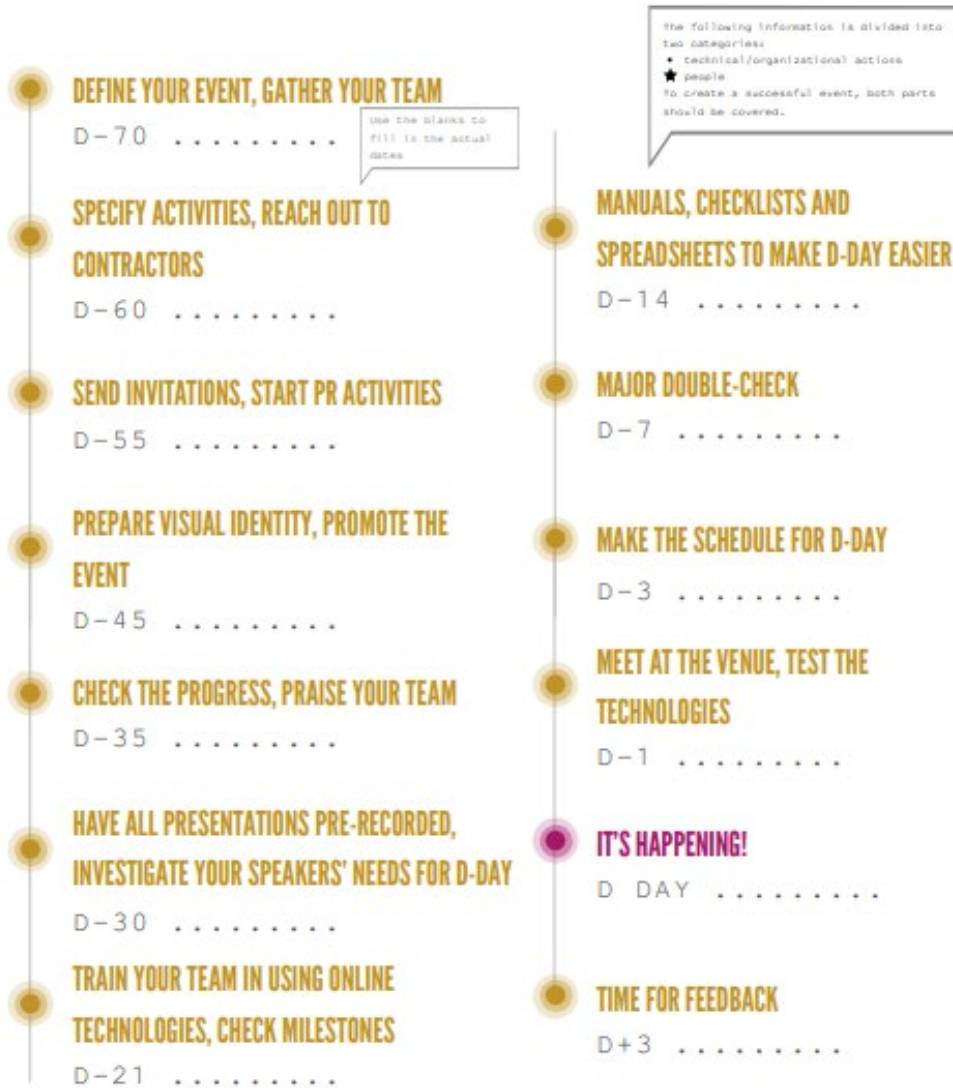 DEFINE YOUR EVENT, GATHER YOUR TEAM
D-70 .........
Use the blanks to
fill in the actual
dates
SPECIFY ACTIVITIES, REACH OUT TO
CONTRACTORS
D-60 .........
SEND INVITATIONS, START PR ACTIVITIES
D-55 .........
PREPARE VISUAL IDENTITY, PROMOTE THE
EVENT
D-45 .........
CHECK THE PROGRESS, PRAISE YOUR TEAM
D-35 .........
HAVE ALL PRESENTATIONS PRE-RECORDED,
INVESTIGATE YOUR SPEAKERS' NEEDS FOR D-DAY
D-30 .........
TRAIN YOUR TEAM IN USING ONLINE
TECHNOLOGIES, CHECK MILESTONES
D-21 .........
The following information is divided into
two categories:
• technical/organizational actions
★ people
To create a successful event, both parts
should be covered.
MANUALS, CHECKLISTS AND
SPREADSHEETS TO MAKE D-DAY EASIER
D-14 .........
MAJOR DOUBLE-CHECK
D-7 .........
MAKE THE SCHEDULE FOR D-DAY
D-3 .........
MEET AT THE VENUE, TEST THE
TECHNOLOGIES
D-1 .........
IT'S HAPPENING!
D DAY .........
TIME FOR FEEDBACK
D+3 .........